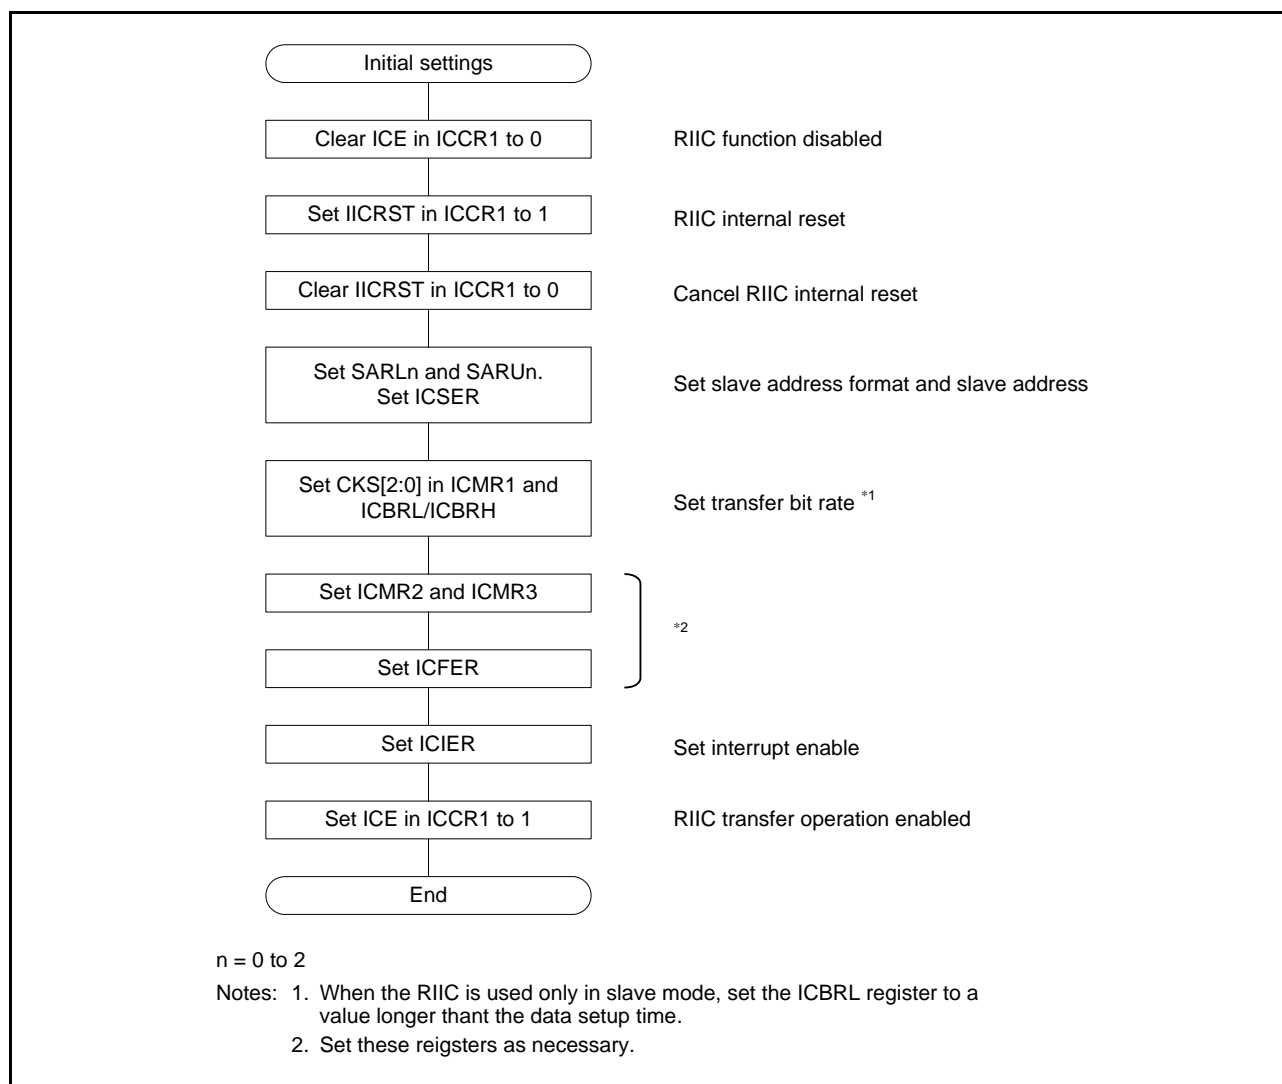 Initial settings
Clear ICE in ICCR1 to 0
RIIC function disabled
Set IICRST in ICCR1 to 1
RIIC internal reset
Clear IICRST in ICCR1 to 0
Cancel RIIC internal reset
Set SARLn and SARUn.
Set ICSER
Set slave address format and slave address
Set CKS[2:0] in ICMR1 and
ICBRL/ICBRH
Set transfer bit rate *1
Set ICMR2 and ICMR3
*2
Set ICFER
Set ICIER
Set interrupt enable
Set ICE in ICCR1 to 1
RIIC transfer operation enabled
End
n = 0 to 2
Notes: 1. When the RIIC is used only in slave mode, set the ICBRL register to a
value longer thant the data setup time.
2. Set these reigsters as necessary.